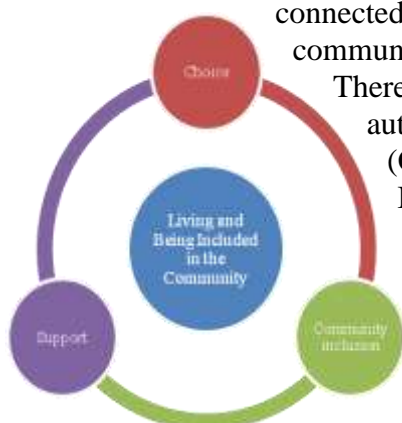 connected
commun
There
aut
(
Choice
Living and
Being Included
in the
Community
Support
Community
inclusion